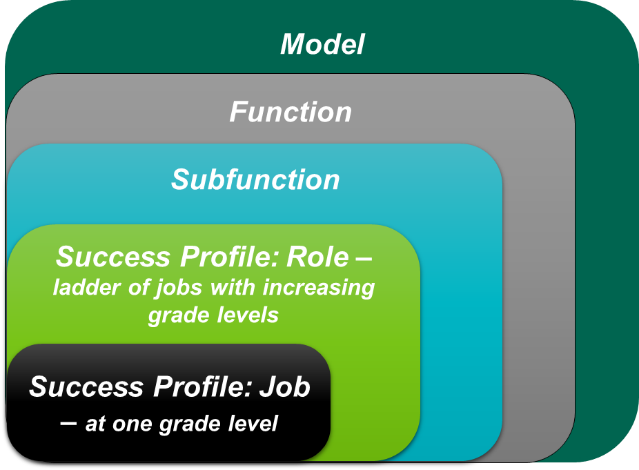 Model
Function
Subfunction
Success Profile: Role –
ladder of jobs with increasing
grade levels
Success Profile: Job
– at one grade level